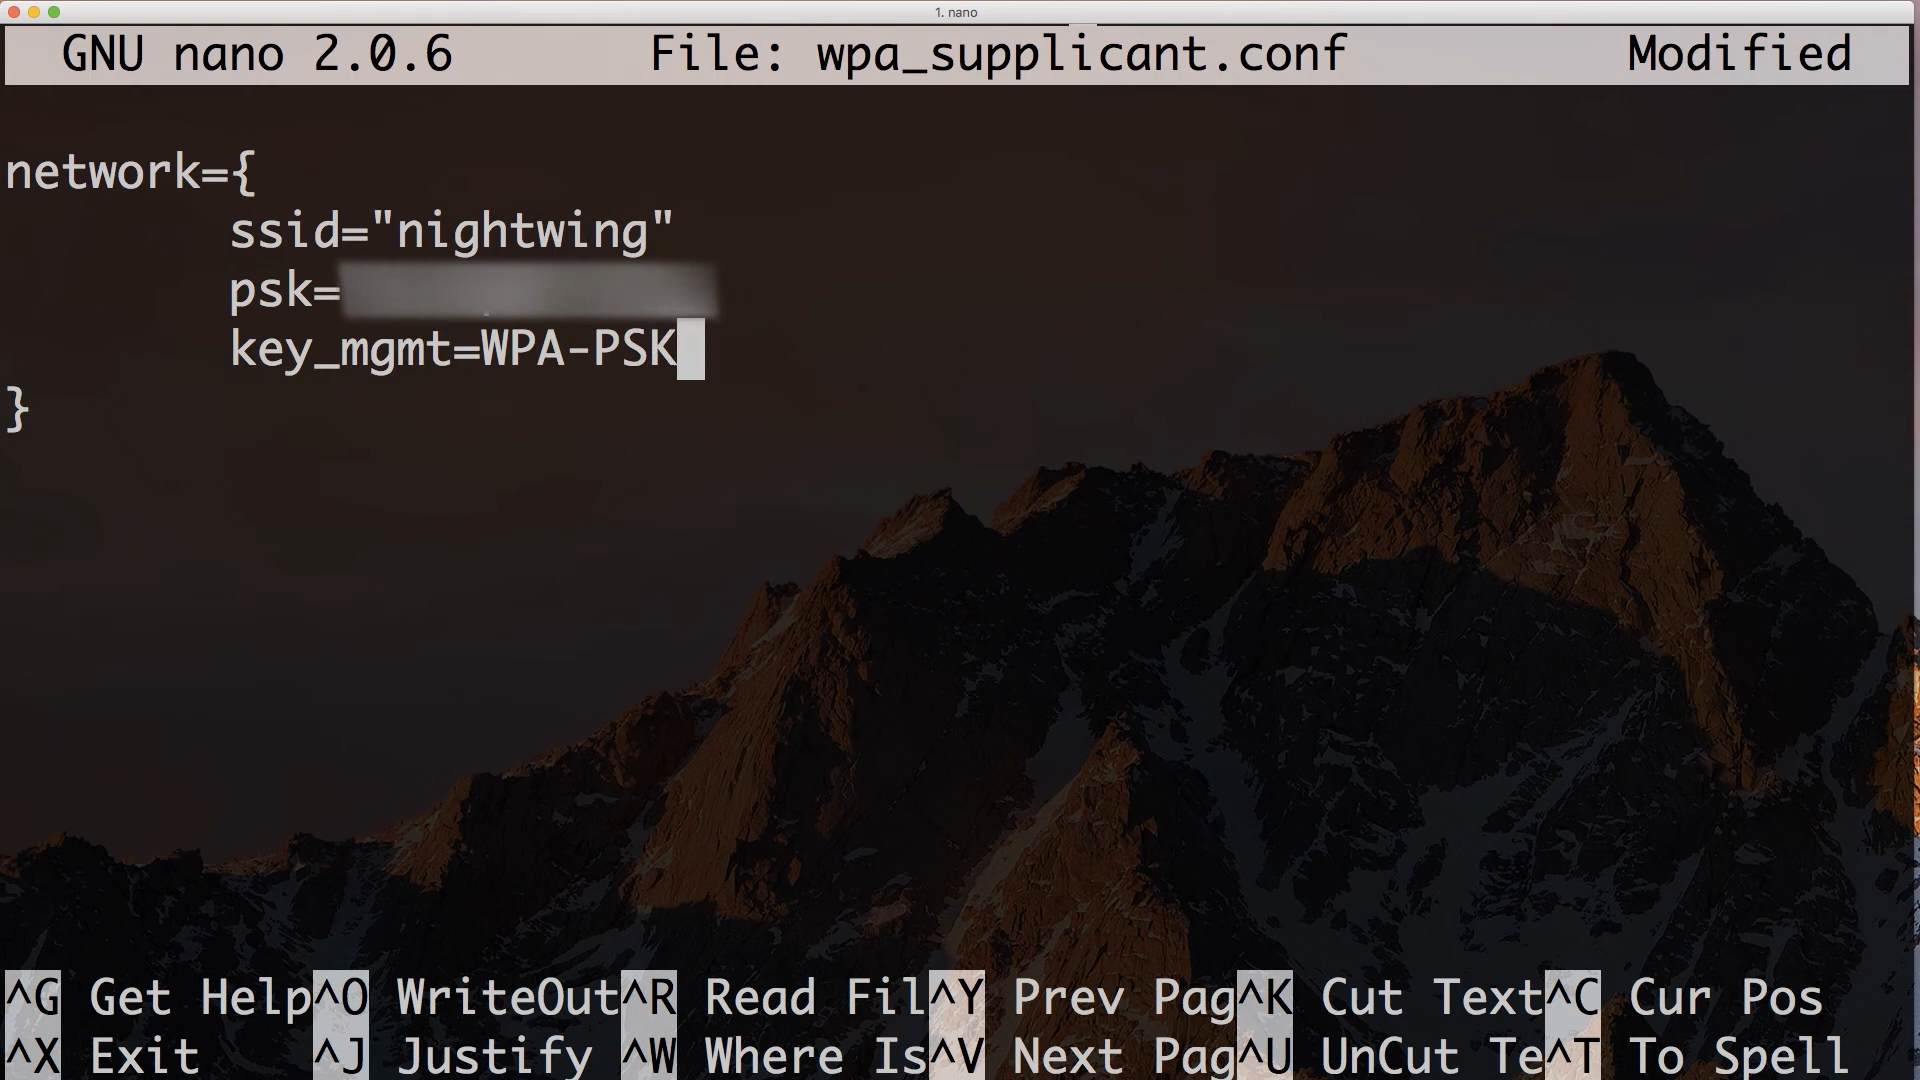 1. nano
GNU nano 2.0.6 File: wpa_supplicant.conf Modified
network={
ssid="nightwing"
psk=
key_mgmt=WPA-PSK
}
^G Get Help^O WriteOut^R Read Fil^Y Prev Pag^K Cut Text^C Cur Pos
^X Exit ^J Justify ^W Where Is^V Next Pag^U UnCut Te^T To Spell